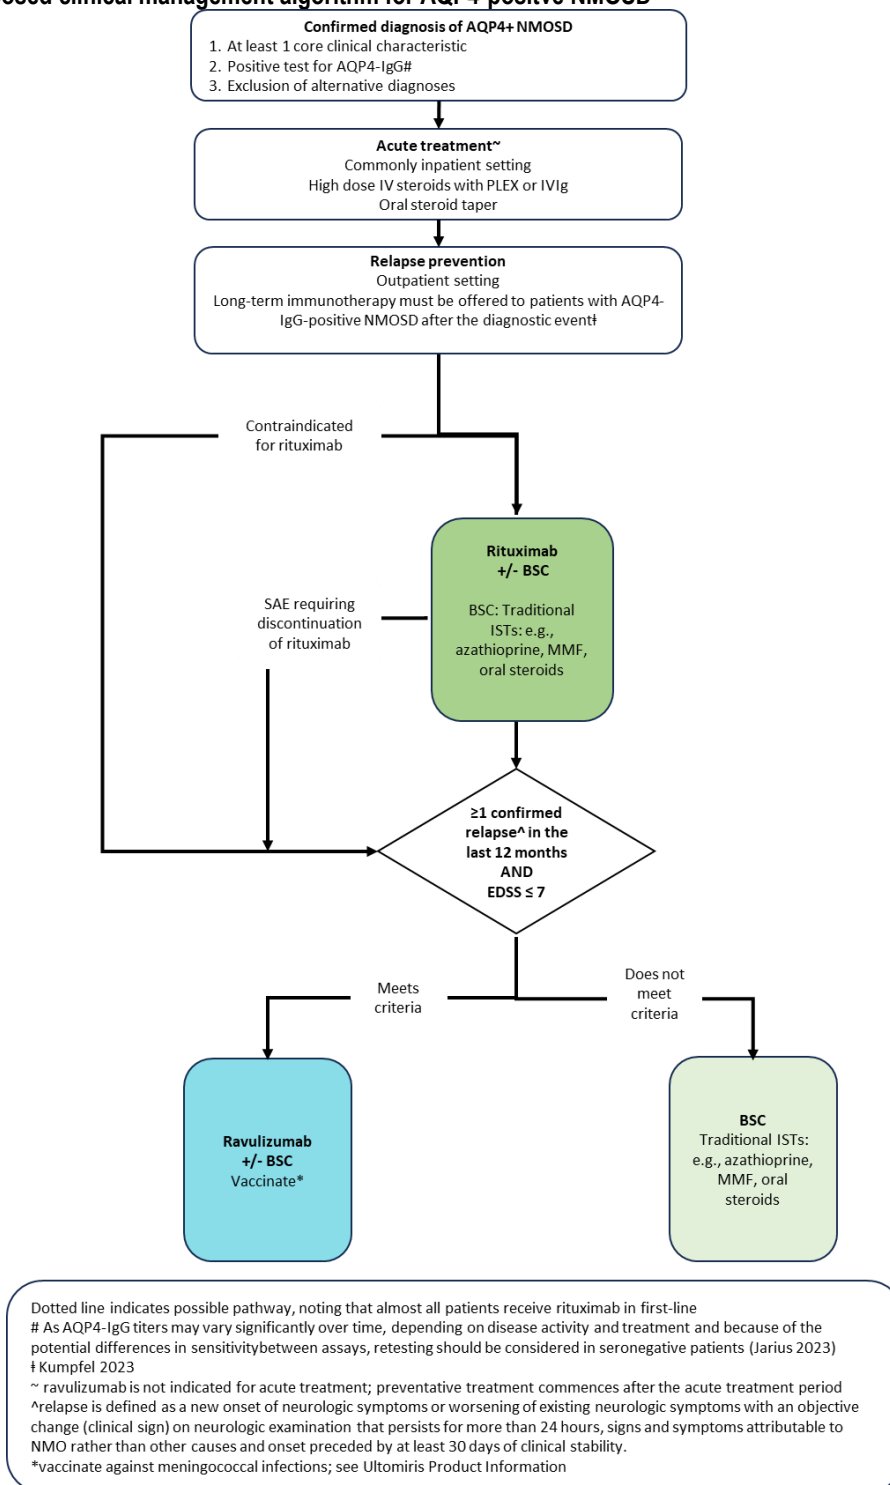 Confirmed diagnosis of AQP4+ NMOSD
1. At least 1 core clinical characteristic
2. Positive test for AQP4-IgG#
3. Exclusion of alternative diagnoses
Acute treatment~
Commonly inpatient setting
High dose IV steroids with PLEX or IVIg
Oral steroid taper
Relapse prevention
Outpatient setting
Long-term immunotherapy must be offered to patients with AQP4-
IgG-positive NMOSD after the diagnostic eventⱡ
Contraindicated
for rituximab
Rituximab
+/- BSC
BSC: Traditional
ISTs: e.g.,
azathioprine, MMF,
oral steroids
SAE requiring
discontinuation
of rituximab
≥1 confirmed
relapse^ in the
last 12 months
AND
EDSS ≤ 7
Meets
criteria
Does not
meet
criteria
Ravulizumab
+/- BSC
Vaccinate*
BSC
Traditional ISTs:
e.g., azathioprine,
MMF, oral
steroids
Dotted line indicates possible pathway, noting that almost all patients receive rituximab in first-line
# As AQP4-IgG titers may vary significantly over time, depending on disease activity and treatment and because of the
potential differences in sensitivitybetween assays, retesting should be considered in seronegative patients (Jarius 2023)
ⱡ Kumpfel 2023
~ ravulizumab is not indicated for acute treatment; preventative treatment commences after the acute treatment period
^relapse is defined as a new onset of neurologic symptoms or worsening of existing neurologic symptoms with an objective
change (clinical sign) on neurologic examination that persists for more than 24 hours, signs and symptoms attributable to
NMO rather than other causes and onset preceded by at least 30 days of clinical stability.
*vaccinate against meningococcal infections; see Ultomiris Product Information